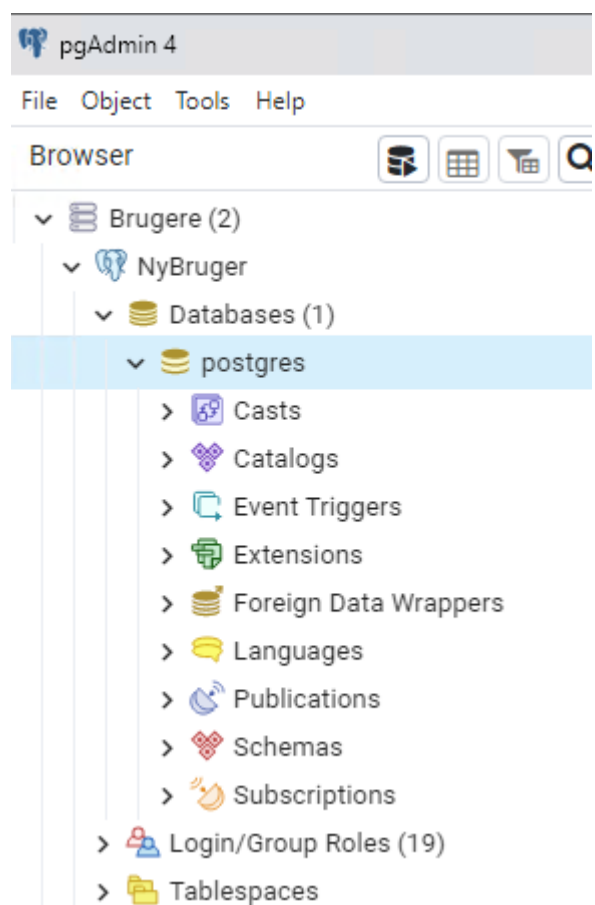 pgAdmin 4
File Object Tools Help
Browser
Brugere (2)
NyBruger
Databases (1)
postgres
Casts
Catalogs
Event Triggers
Extensions
Foreign Data Wrappers
Languages
Publications
Schemas
Subscriptions
Login/Group Roles (19)
Tablespaces